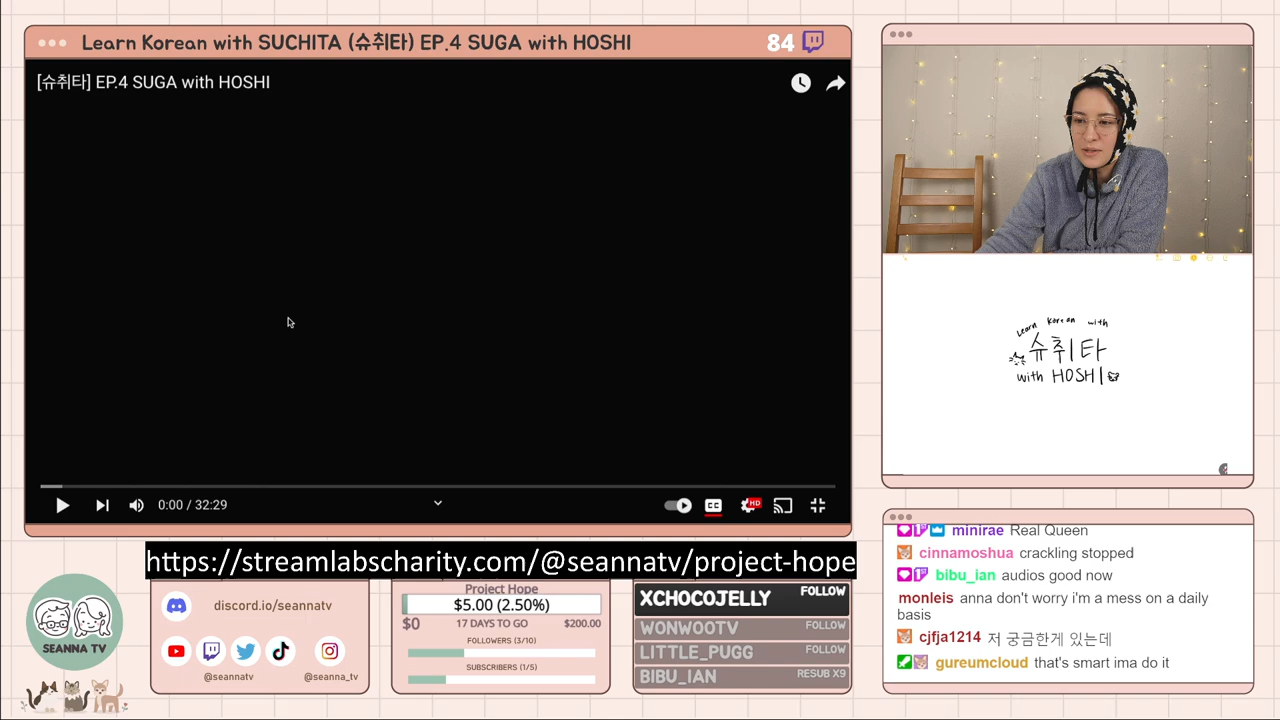 Learn Korean with SUCHITA (슈취타) EP.4 SUGA with HOSHI
84
[슈취타] EP.4 SUGA with HOSHI
0:00 / 32:29
CC
HD
https://streamlabscharity.com/@seannatv/project-hope
SEANNA TV
discord.io/seannatv
@seannatv
@seanna_tv
Project Hope
$5.00 (2.50%)
$0
17 DAYS TO GO
$200.00
FOLLOWERS (3/10)
SUBSCRIBERS (1/5)
XCHOCOJELLY FOLLOW
WONWOOTV FOLLOW
LITTLE_PUGG FOLLOW
BIBU_IAN RESUB X9
Learn Korean with
슈취타
with HOSHI
minirae Real Queen
cinnamoshua crackling stopped
bibu_ian audios good now
monleis anna don't worry i'm a mess on a daily
basis
cjfja1214 저 궁금한게 있는데
gureumcloud that's smart ima do it